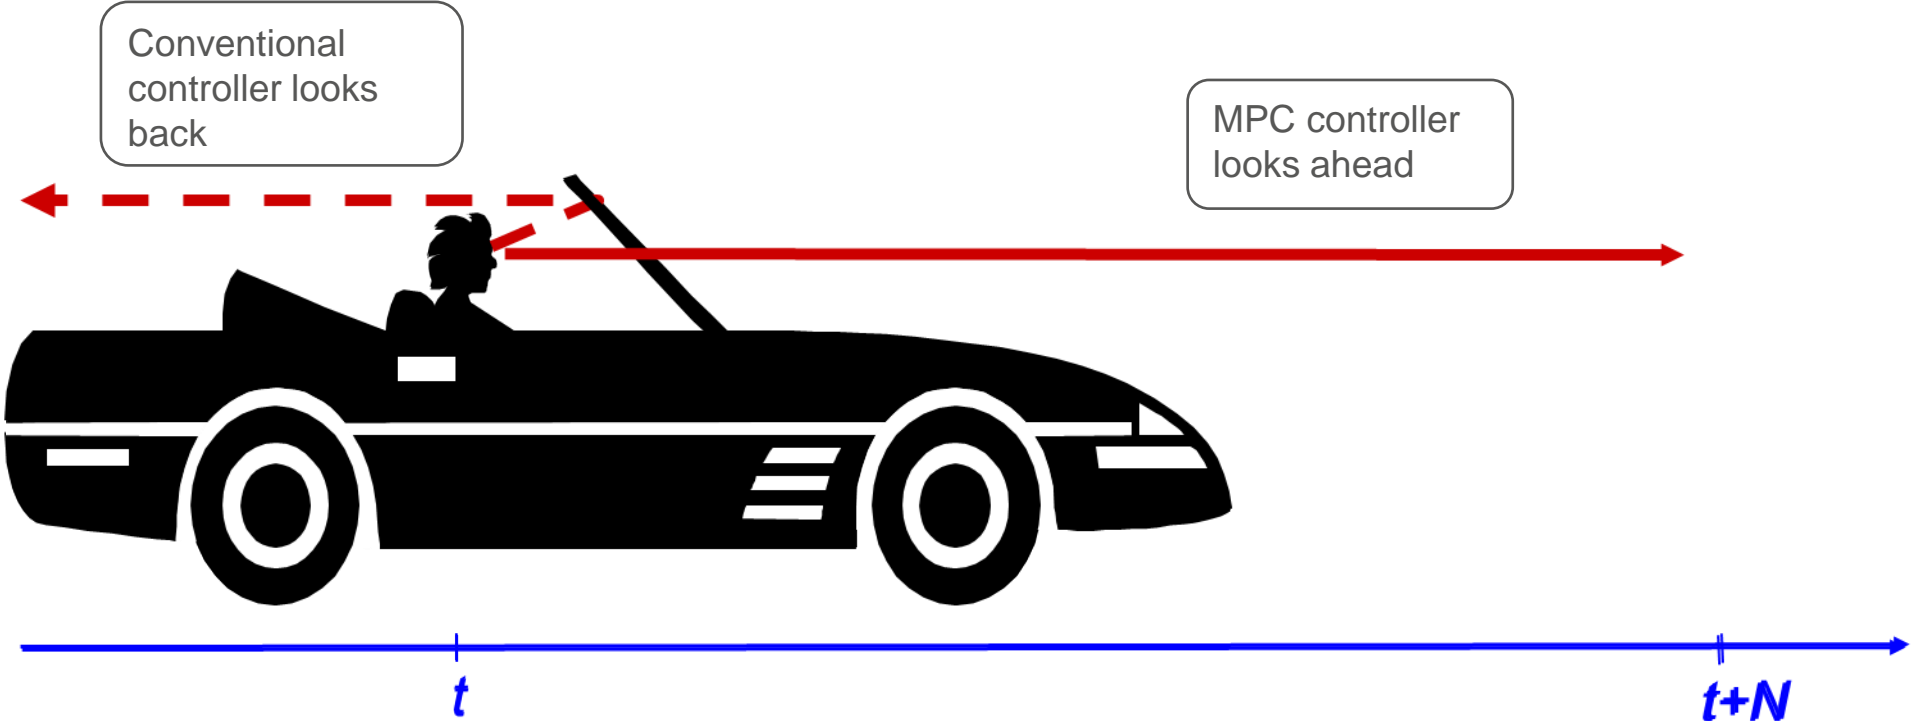 Conventional
controller looks
back
MPC controller
looks ahead
t
t+N